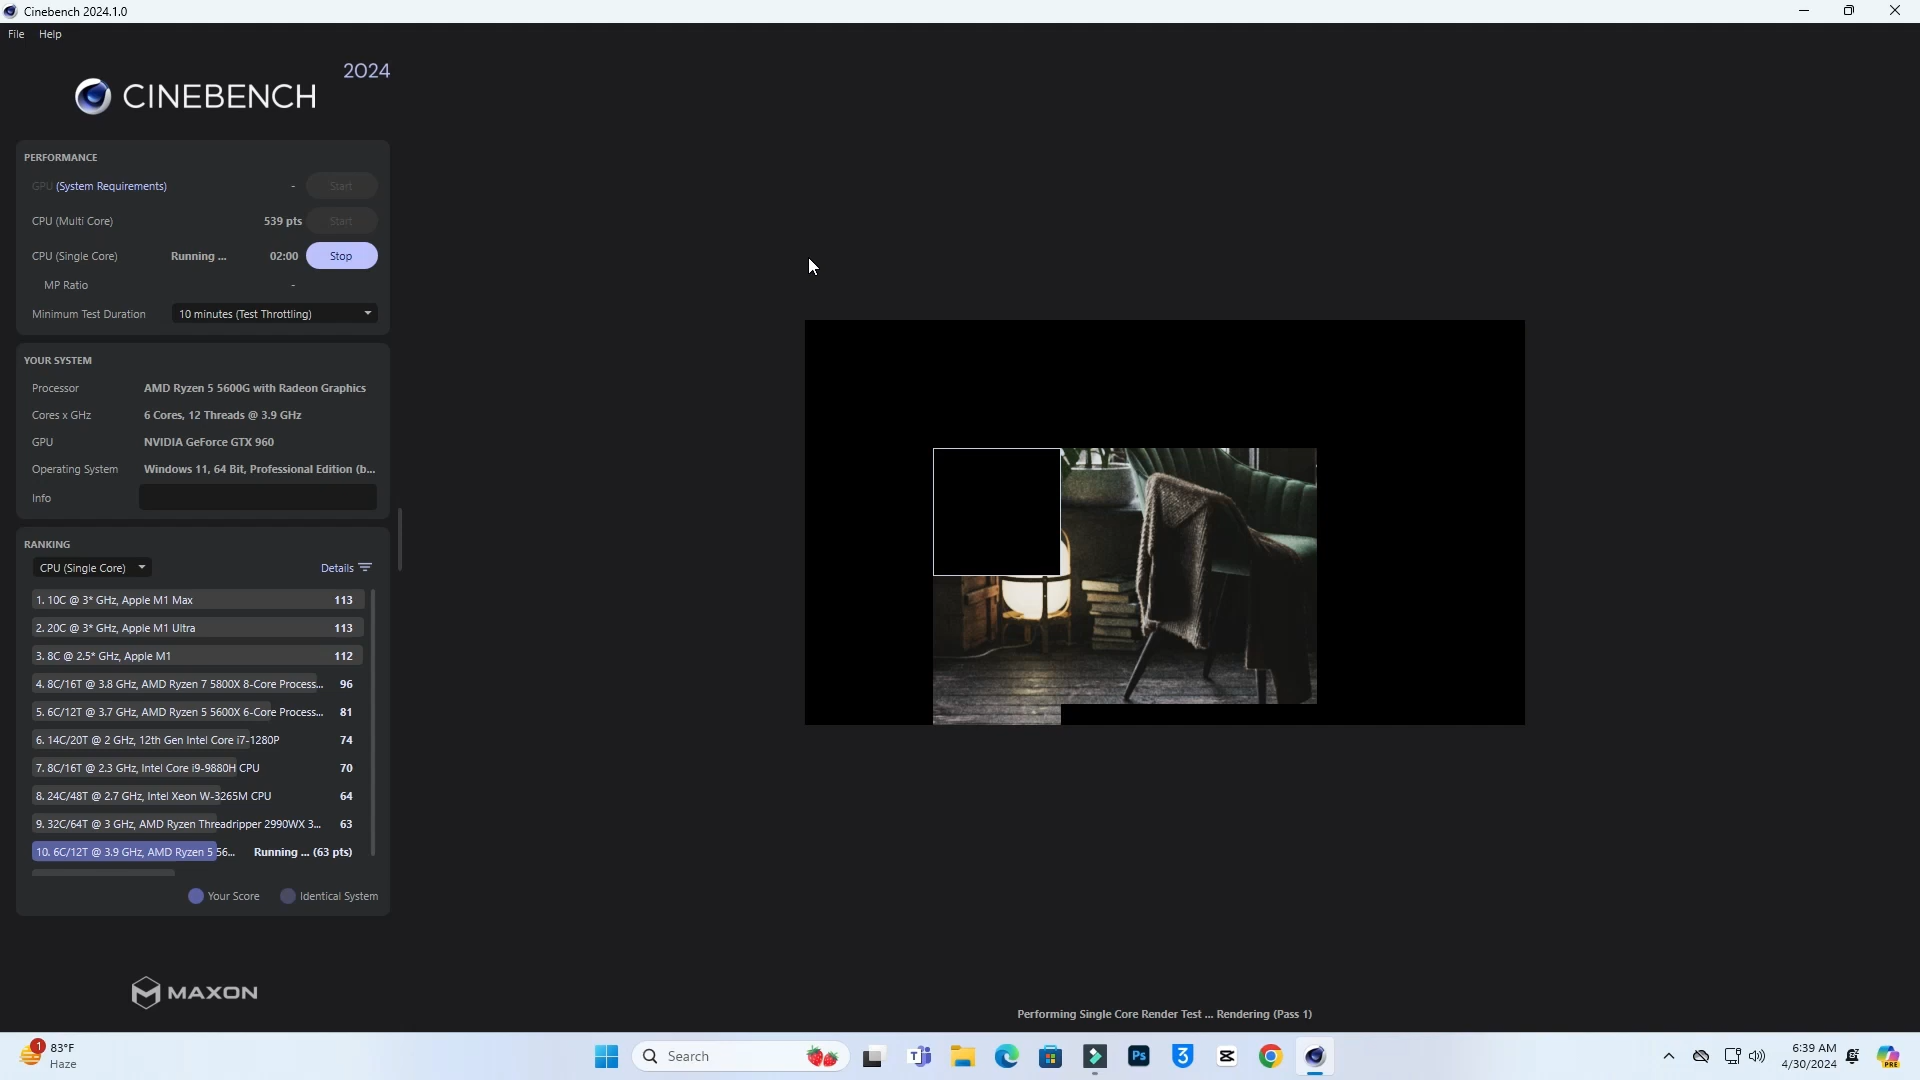 Cinebench 2024.1.0
File Help
2024
CINEBENCH
PERFORMANCE
GPU (System Requirements) - Start
CPU (Multi Core) 539 pts Start
CPU (Single Core) Running ... 02:00 Stop
MP Ratio -
Minimum Test Duration 10 minutes (Test Throttling)
YOUR SYSTEM
Processor AMD Ryzen 5 5600G with Radeon Graphics
Cores x GHz 6 Cores, 12 Threads @ 3.9 GHz
GPU NVIDIA GeForce GTX 960
Operating System Windows 11, 64 Bit, Professional Edition (b...
Info
RANKING
CPU (Single Core) Details
1. 10C @ 3* GHz, Apple M1 Max 113
2. 20C @ 3* GHz, Apple M1 Ultra 113
3. 8C @ 2.5* GHz, Apple M1 112
4. 8C/16T @ 3.8 GHz, AMD Ryzen 7 5800X 8-Core Process... 96
5. 6C/12T @ 3.7 GHz, AMD Ryzen 5 5600X 6-Core Process... 81
6. 14C/20T @ 2 GHz, 12th Gen Intel Core i7-1280P 74
7. 8C/16T @ 2.3 GHz, Intel Core i9-9880H CPU 70
8. 24C/48T @ 2.7 GHz, Intel Xeon W-3265M CPU 64
9. 32C/64T @ 3 GHz, AMD Ryzen Threadripper 2990WX 3... 63
10. 6C/12T @ 3.9 GHz, AMD Ryzen 5 56... Running ... (63 pts)
Your Score Identical System
MAXON
Performing Single Core Render Test ... Rendering (Pass 1)
1 83°F
Haze
Search
T
Ps
3
PRE
6:39 AM
4/30/2024